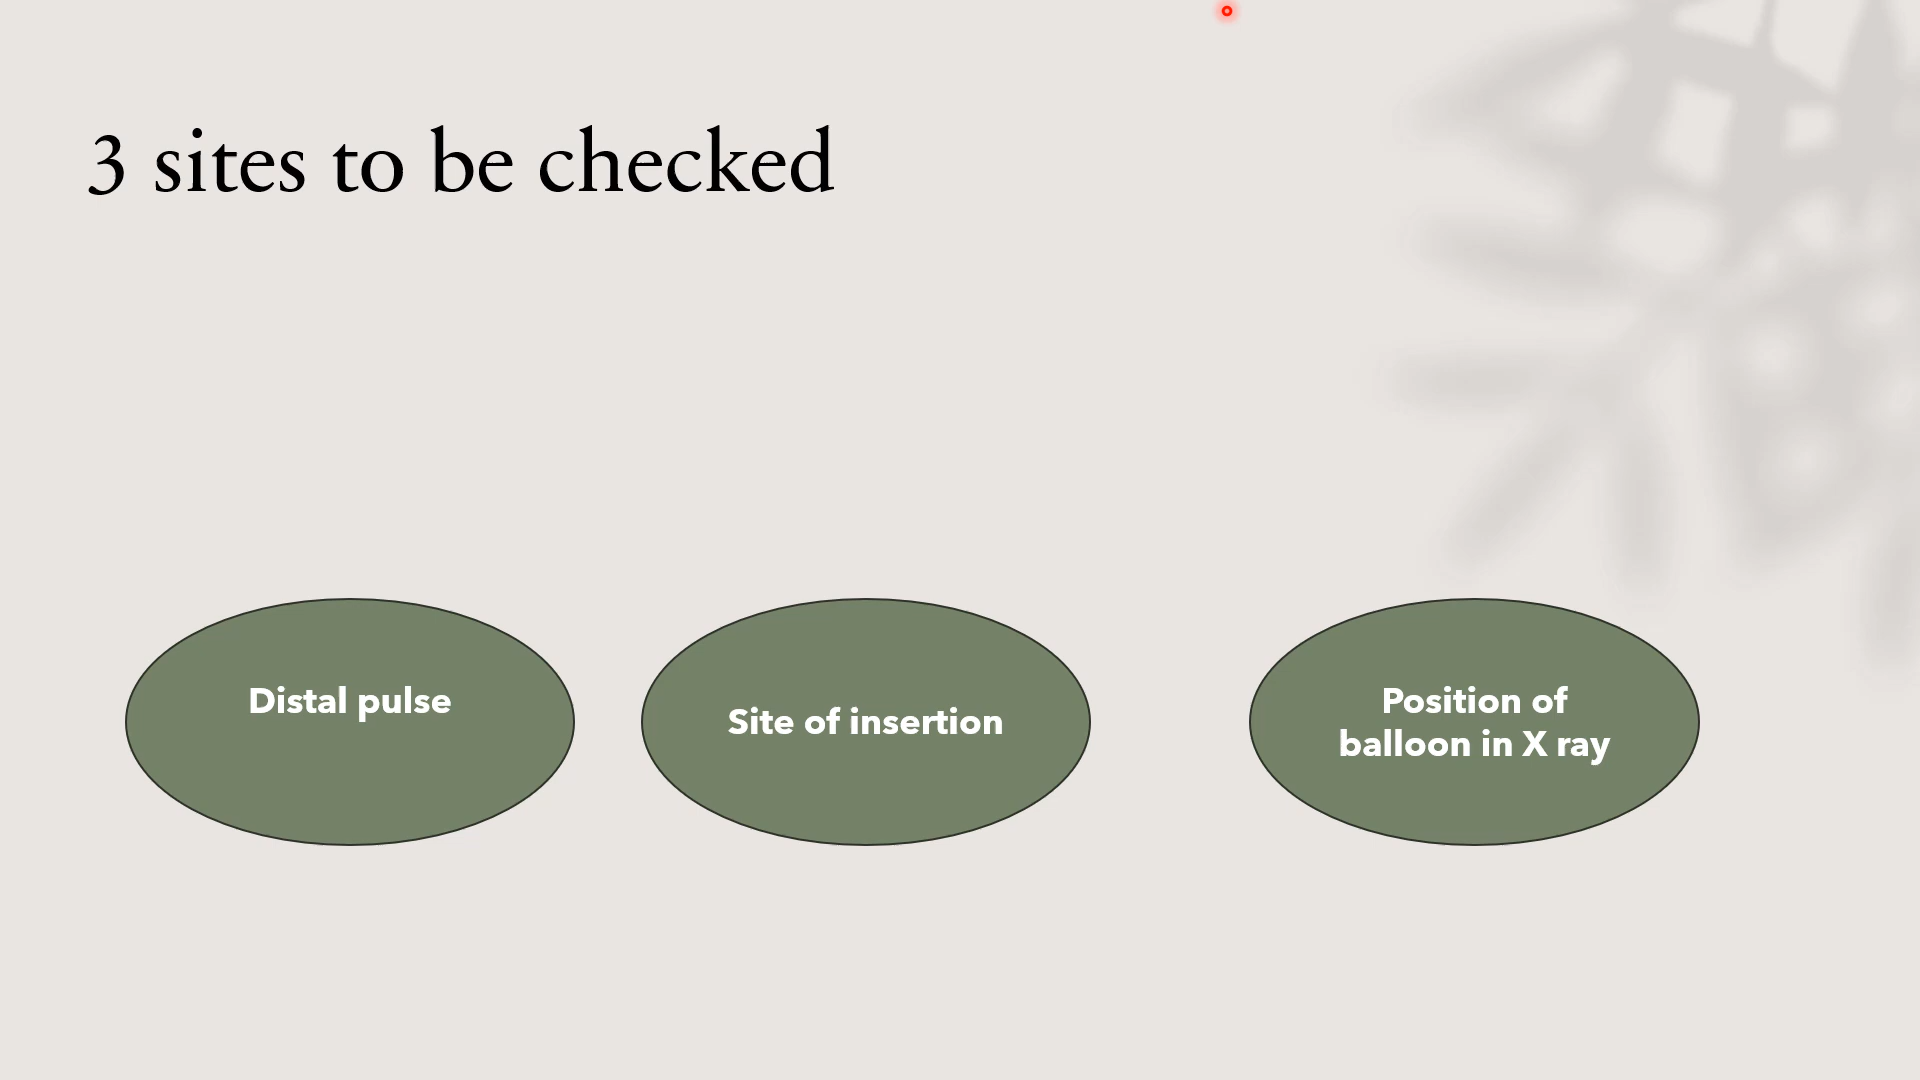 3 sites to be checked
Distal pulse
Site of insertion
Position of
balloon in X ray